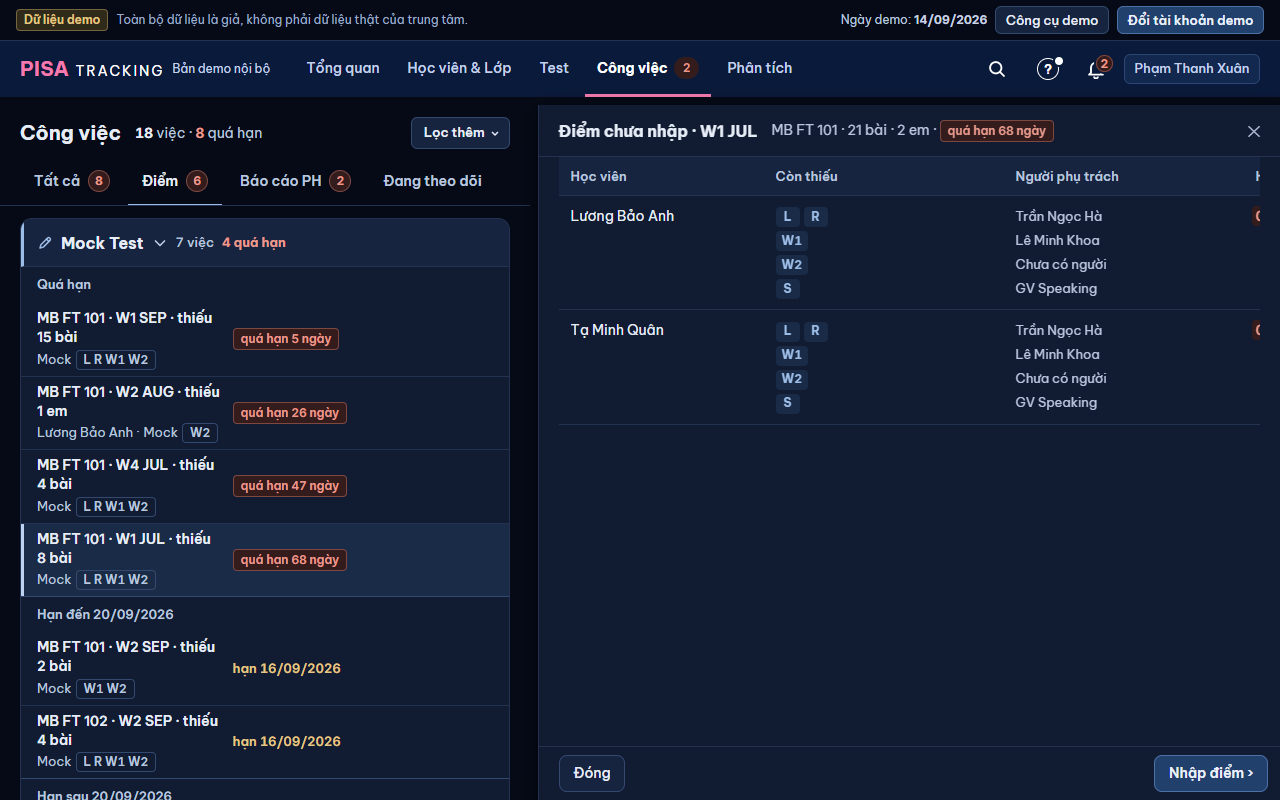 Dữ liệu demo Toàn bộ dữ liệu là giả, không phải dữ liệu thật của trung tâm. Ngày demo: 14/09/2026 Công cụ demo Đổi tài khoản demo
PISA TRACKING Bản demo nội bộ Tổng quan Học viên & Lớp Test Công việc 2 Phân tích ? 2 Phạm Thanh Xuân
Công việc 18 việc · 8 quá hạn Lọc thêm
Tất cả 8 Điểm 6 Báo cáo PH 2 Đang theo dõi
Mock Test 7 việc 4 quá hạn
Quá hạn
MB FT 101 · W1 SEP · thiếu
15 bài
quá hạn 5 ngày
Mock L R W1 W2
MB FT 101 · W2 AUG · thiếu
1 em
quá hạn 26 ngày
Lương Bảo Anh · Mock W2
MB FT 101 · W4 JUL · thiếu
4 bài
quá hạn 47 ngày
Mock L R W1 W2
MB FT 101 · W1 JUL · thiếu
8 bài
quá hạn 68 ngày
Mock L R W1 W2
Hạn đến 20/09/2026
MB FT 101 · W2 SEP · thiếu
2 bài
hạn 16/09/2026
Mock W1 W2
MB FT 102 · W2 SEP · thiếu
4 bài
hạn 16/09/2026
Mock L R W1 W2
Hạn sau 20/09/2026
Điểm chưa nhập · W1 JUL MB FT 101 · 21 bài · 2 em · quá hạn 68 ngày
Học viên Còn thiếu Người phụ trách
Lương Bảo Anh L R Trần Ngọc Hà
W1 Lê Minh Khoa
W2 Chưa có người
S GV Speaking
Tạ Minh Quân L R Trần Ngọc Hà
W1 Lê Minh Khoa
W2 Chưa có người
S GV Speaking
Đóng Nhập điểm ›